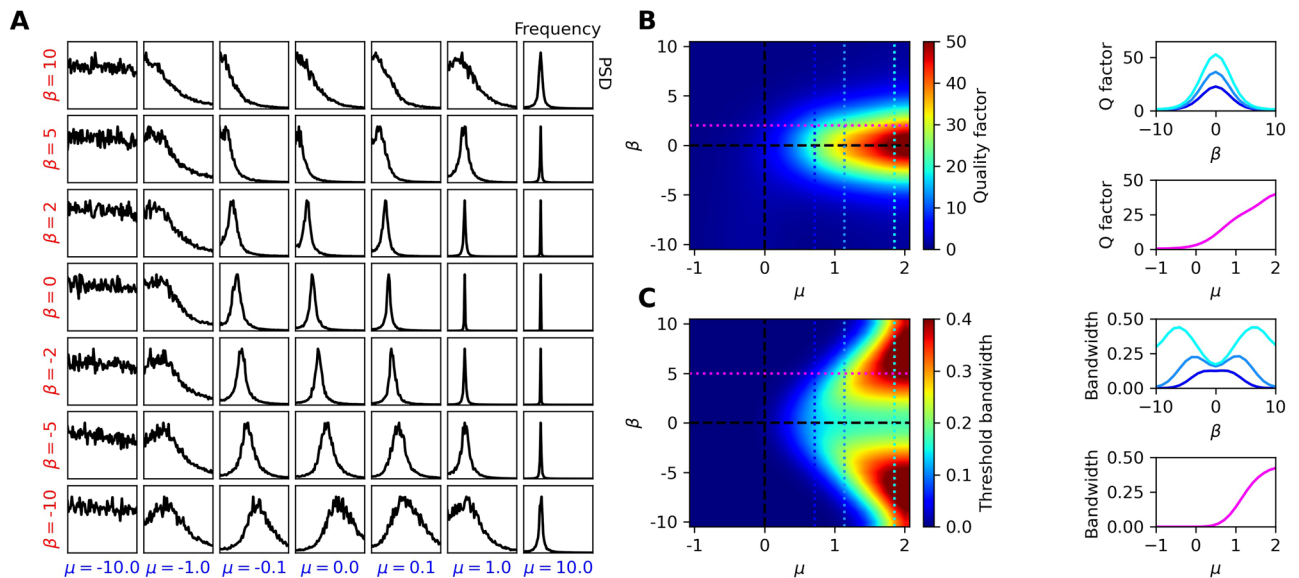 A
Frequency
PSD
β = 10
β = 5
β = 2
β = 0
β = -2
β = -5
β = -10
μ = -10.0
μ = -1.0
μ = -0.1
μ = 0.0
μ = 0.1
μ = 1.0
μ = 10.0
B
10
5
0
-5
-10
β
-1
0
1
2
μ
50
40
30
20
10
0
Quality factor
Q factor
50
0
−10
0
10
β
Q factor
50
25
0
−1
0
1
2
μ
C
10
5
0
-5
-10
β
-1
0
1
2
μ
0.4
0.3
0.2
0.1
0.0
Threshold bandwidth
Bandwidth
0.50
0.25
0.00
−10
0
10
β
Bandwidth
0.50
0.25
0.00
−1
0
1
2
μ